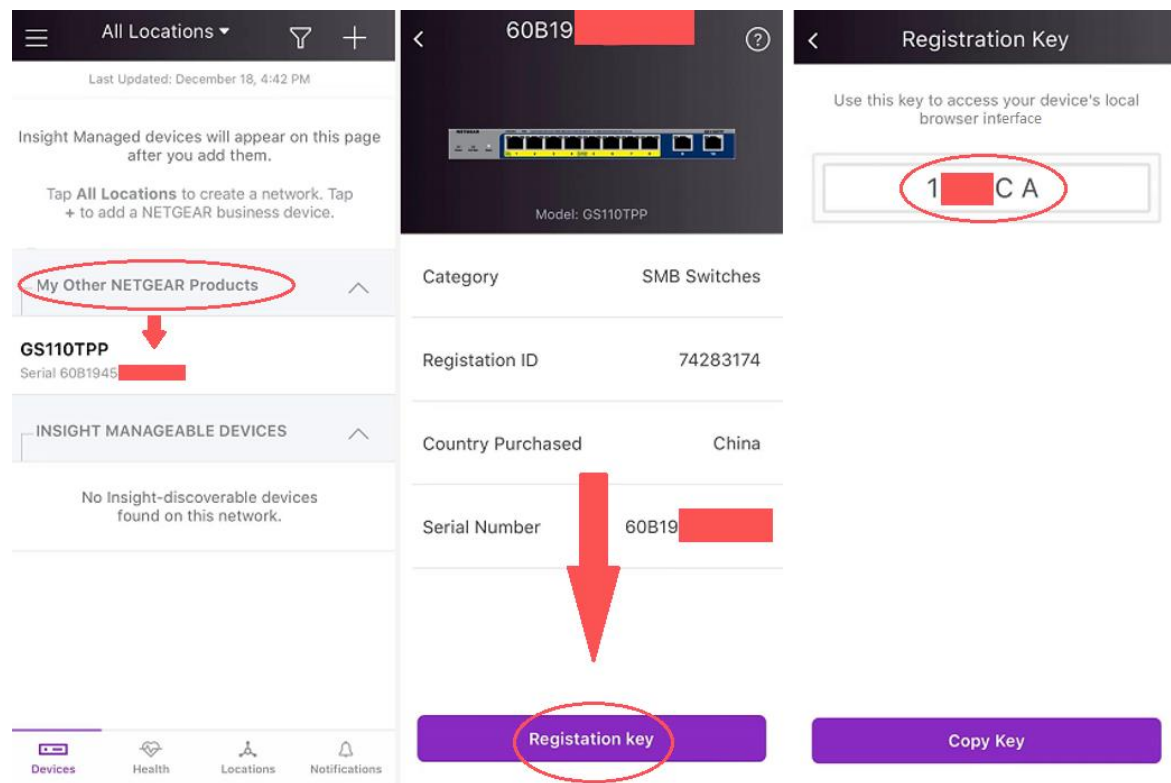 All Locations
Last Updated: December 18, 4:42 PM
Insight Managed devices will appear on this page
after you add them.
Tap All Locations to create a network. Tap
+ to add a NETGEAR business device.
My Other NETGEAR Products
GS110TPP
Serial 60B1945
INSIGHT MANAGEABLE DEVICES
No Insight-discoverable devices
found on this network.
Devices
Health
Locations
Notifications
60B19
NETGEAR
Model: GS110TPP
Category
SMB Switches
Registation ID
74283174
Country Purchased
China
Serial Number
60B19
Registation key
Registration Key
Use this key to access your device's local
browser interface
1 C A
Copy Key